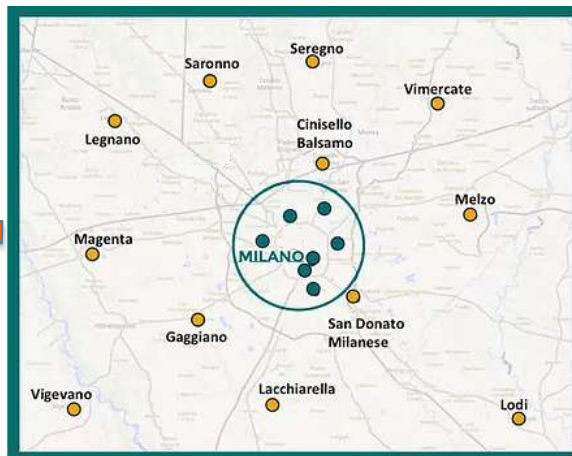 Seregno
Saronno
Vimercate
Legnano
Cinisello
Balsamo
Melzo
Magenta
MILANO
San Donato
Milanese
Gaggiano
Vigevano
Lacchiarella
Lodi